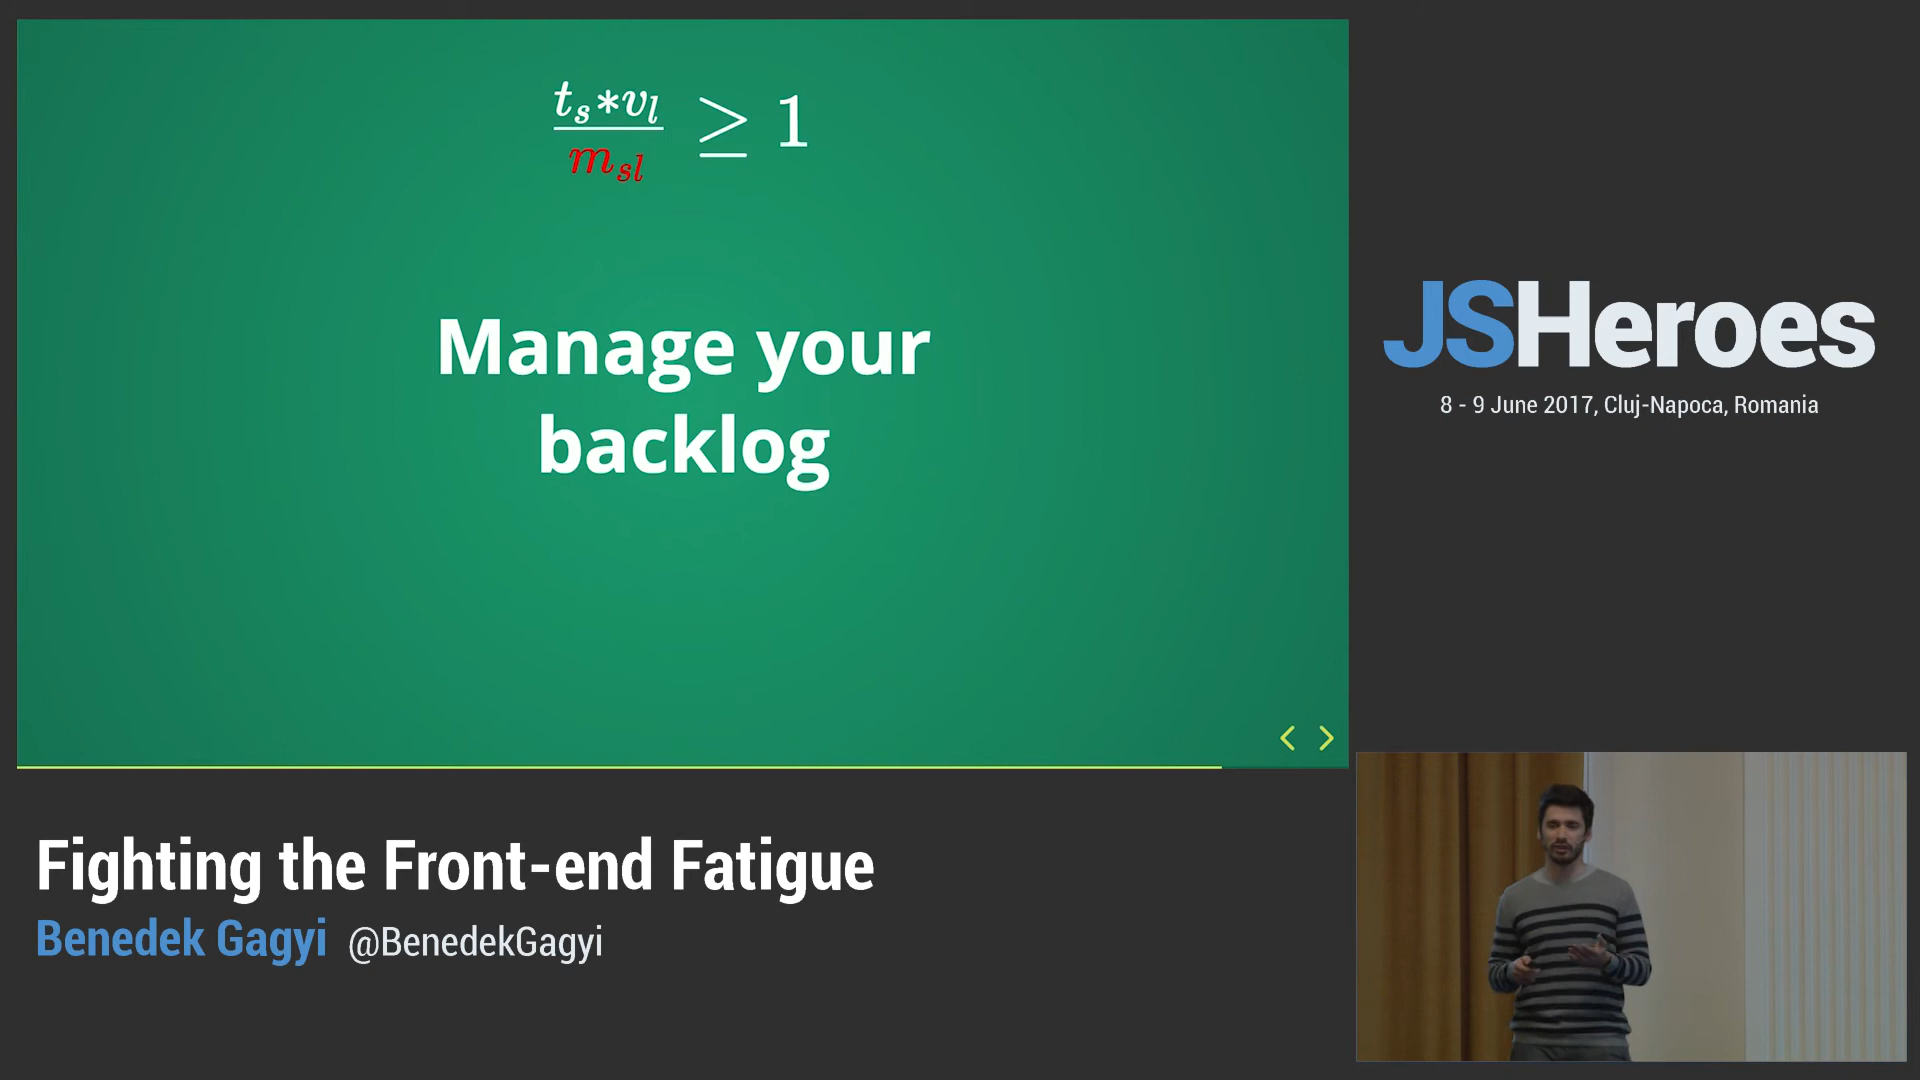 t_s*v_l / m_sl ≥ 1
Manage your
backlog
JSHeroes
8 - 9 June 2017, Cluj-Napoca, Romania
Fighting the Front-end Fatigue
Benedek Gagyi @BenedekGagyi